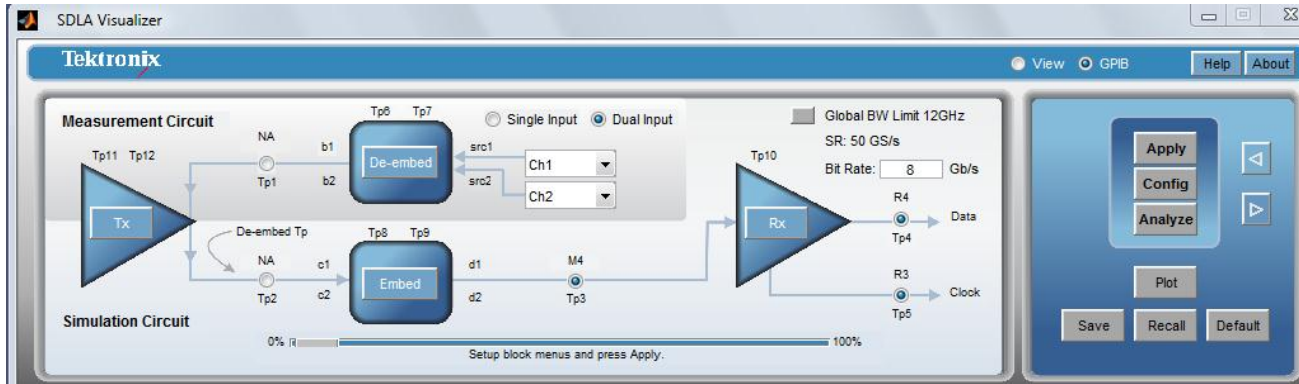 SDLA Visualizer
Tektronix
View GPIB Help About
Measurement Circuit
Tp11 Tp12
Tx
NA
Tp1
b1
b2
Tp6 Tp7
De-embed
Single Input Dual Input
src1
src2
Ch1
Ch2
Global BW Limit 12GHz
SR: 50 GS/s
Bit Rate: 8 Gb/s
Tp10
Rx
R4
Tp4
Data
De-embed Tp
NA
Tp2
c1
c2
Tp8 Tp9
Embed
d1
d2
M4
Tp3
R3
Tp5
Clock
Simulation Circuit
0% 100%
Setup block menus and press Apply.
Apply
Config
Analyze
Plot
Save Recall Default